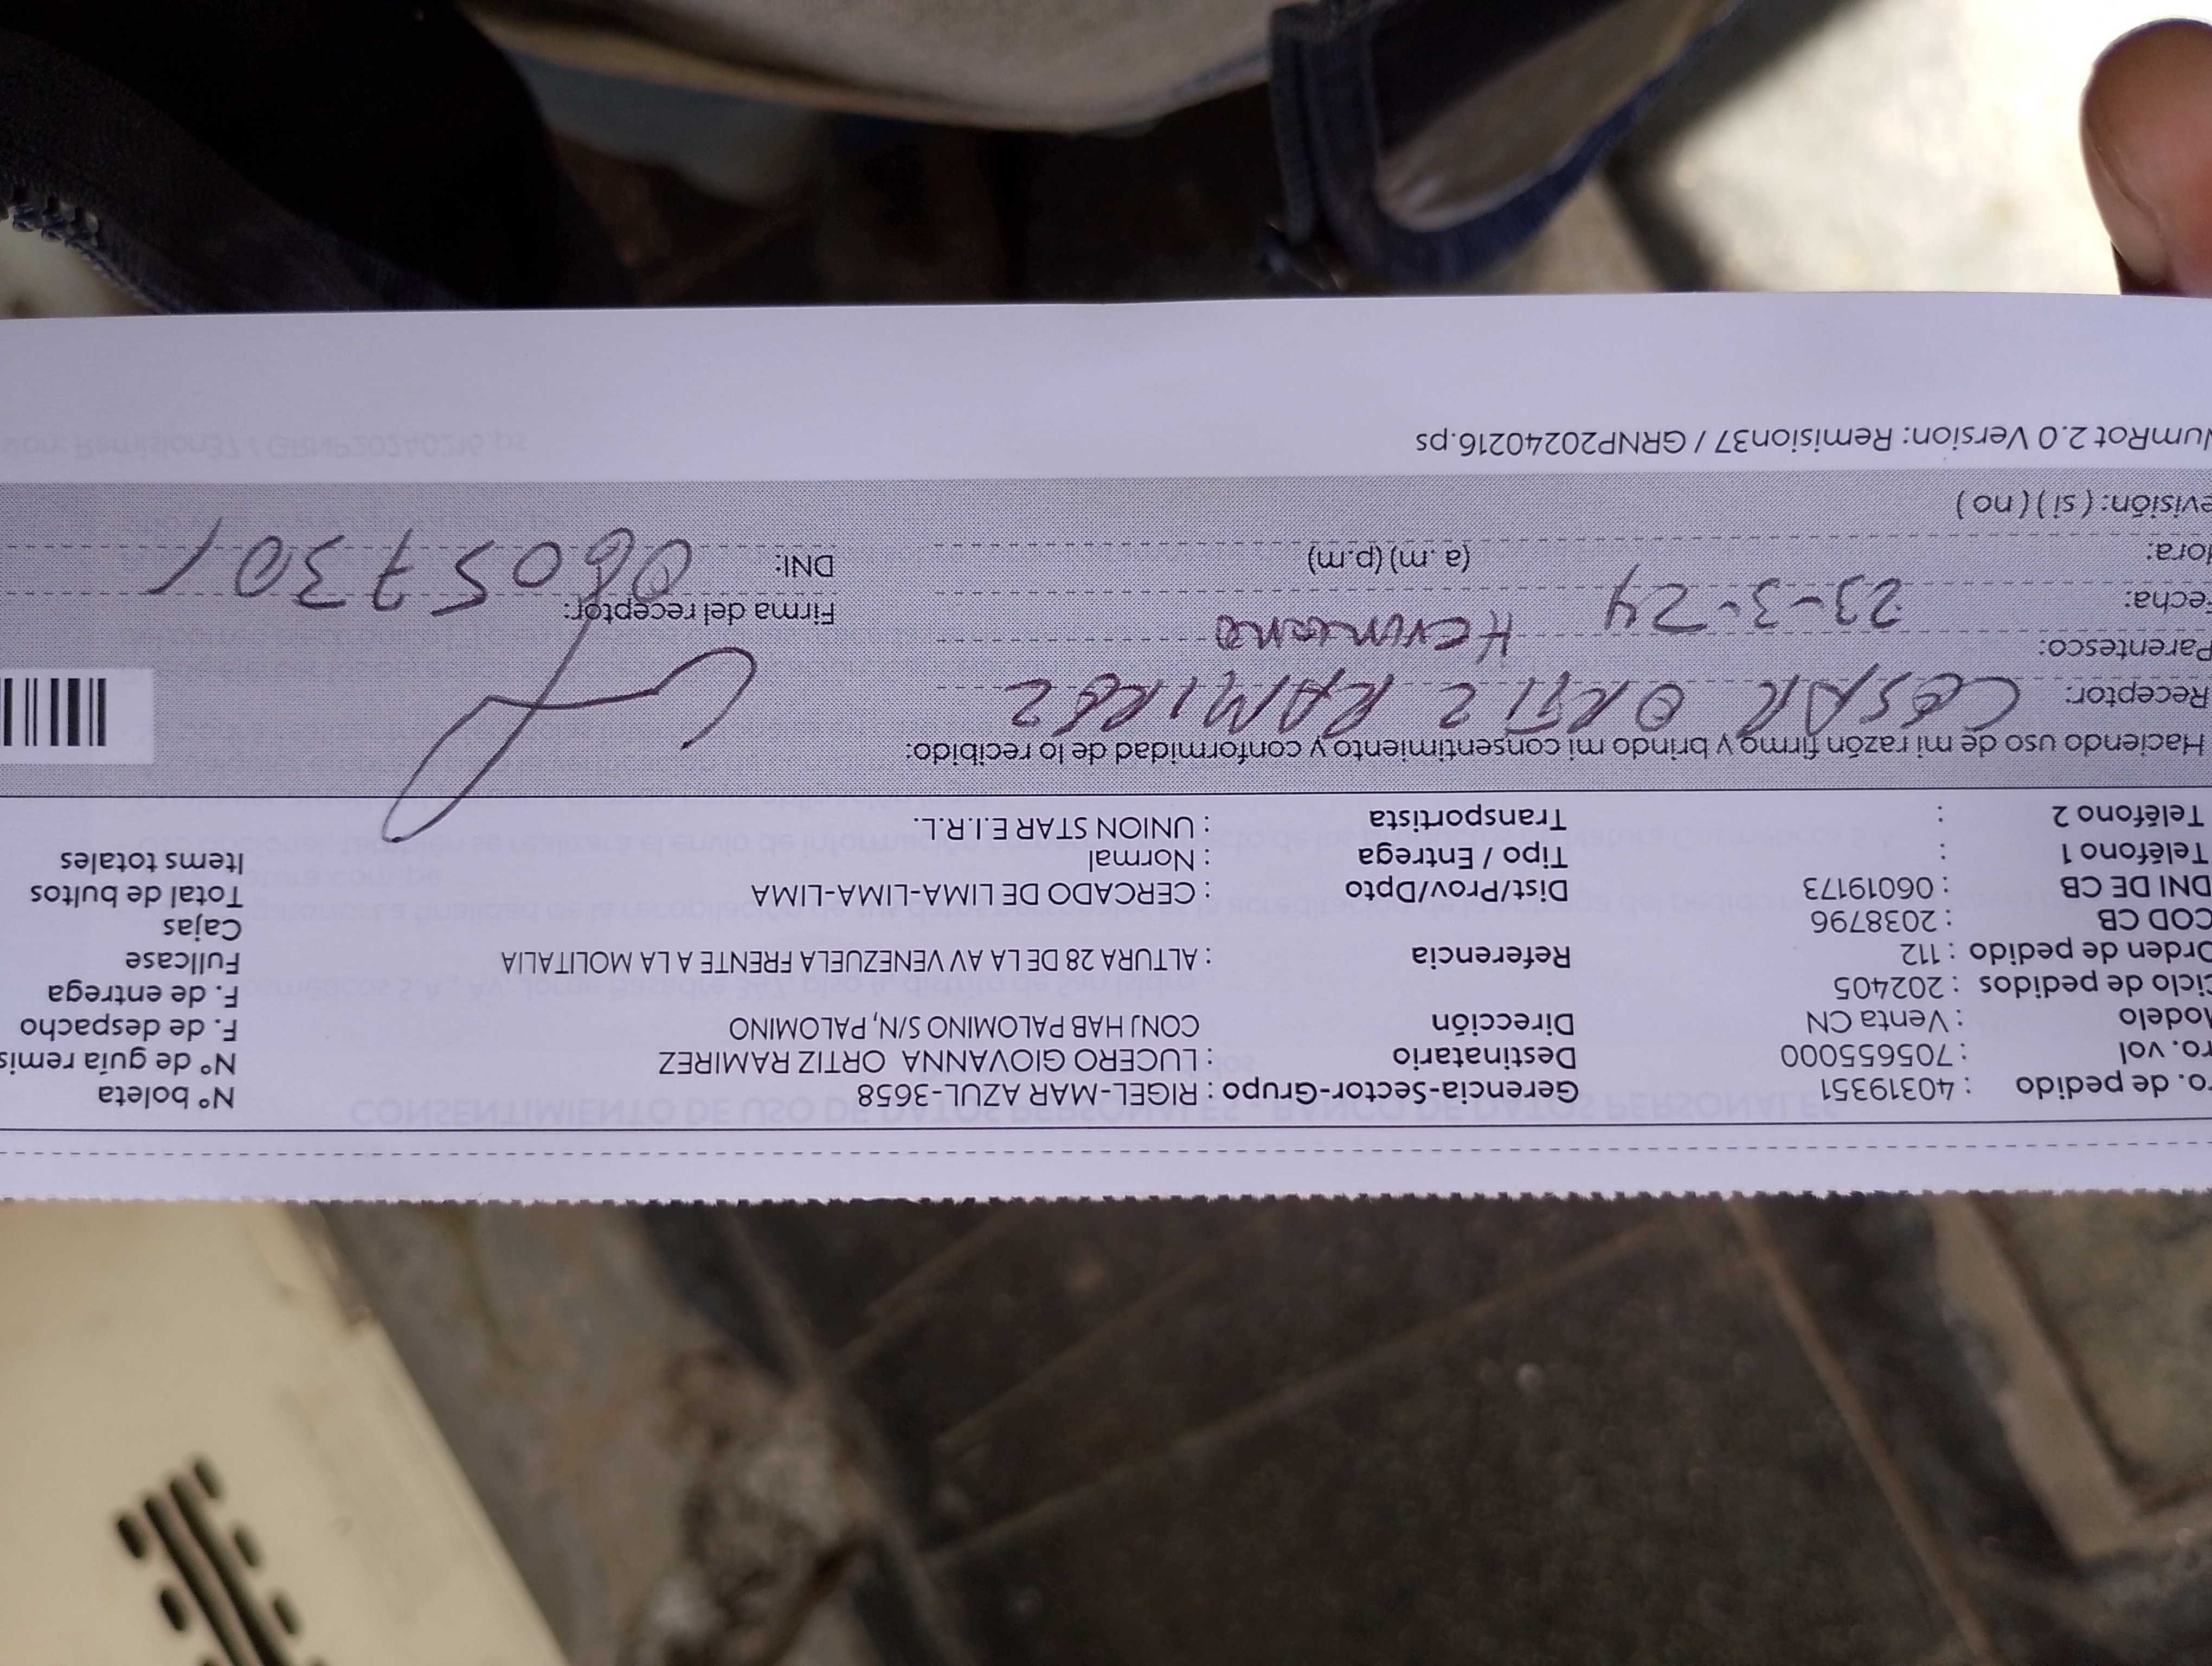 ro. de pedido : 40319351 Gerencia-Sector-Grupo : RIGEL-MAR AZUL-3658 N° boleta
ro. vol : 705655000 Destinatario : LUCERO GIOVANNA ORTIZ RAMIREZ N° de guía remis
Modelo : Venta CN Dirección CONJ HAB PALOMINO S/N, PALOMINO F. de despacho
Ciclo de pedidos : 202405 F. de entrega
Orden de pedido : 112 Referencia : ALTURA 28 DE LA AV VENEZUELA FRENTE A LA MOLITALIA Fullcase
COD CB : 2038796 Cajas
DNI DE CB : 06019173 Dist/Prov/Dpto : CERCADO DE LIMA-LIMA-LIMA Total de bultos
Teléfono 1 : Tipo / Entrega : Normal Items totales
Teléfono 2 : Transportista : UNION STAR E.I.R.L.
Haciendo uso de mi razón firmo y brindo mi consentimiento y conformidad de lo recibido:
Receptor: CESAR ORTIZ RAMIREZ
Parentesco: Hermano Firma del receptor:
Fecha: 23-3-24
Hora: (a.m) (p.m) DNI: 06057301
evisión: ( si ) ( no )
NumRot 2.0 Version: Remision37 / GRNP20240216.ps